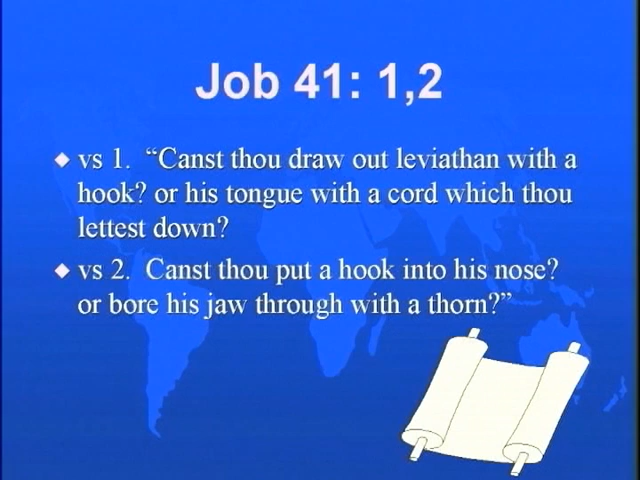 Job 41: 1,2
vs 1.  “Canst thou draw out leviathan with a
hook? or his tongue with a cord which thou
lettest down?
vs 2.  Canst thou put a hook into his nose?
or bore his jaw through with a thorn?”